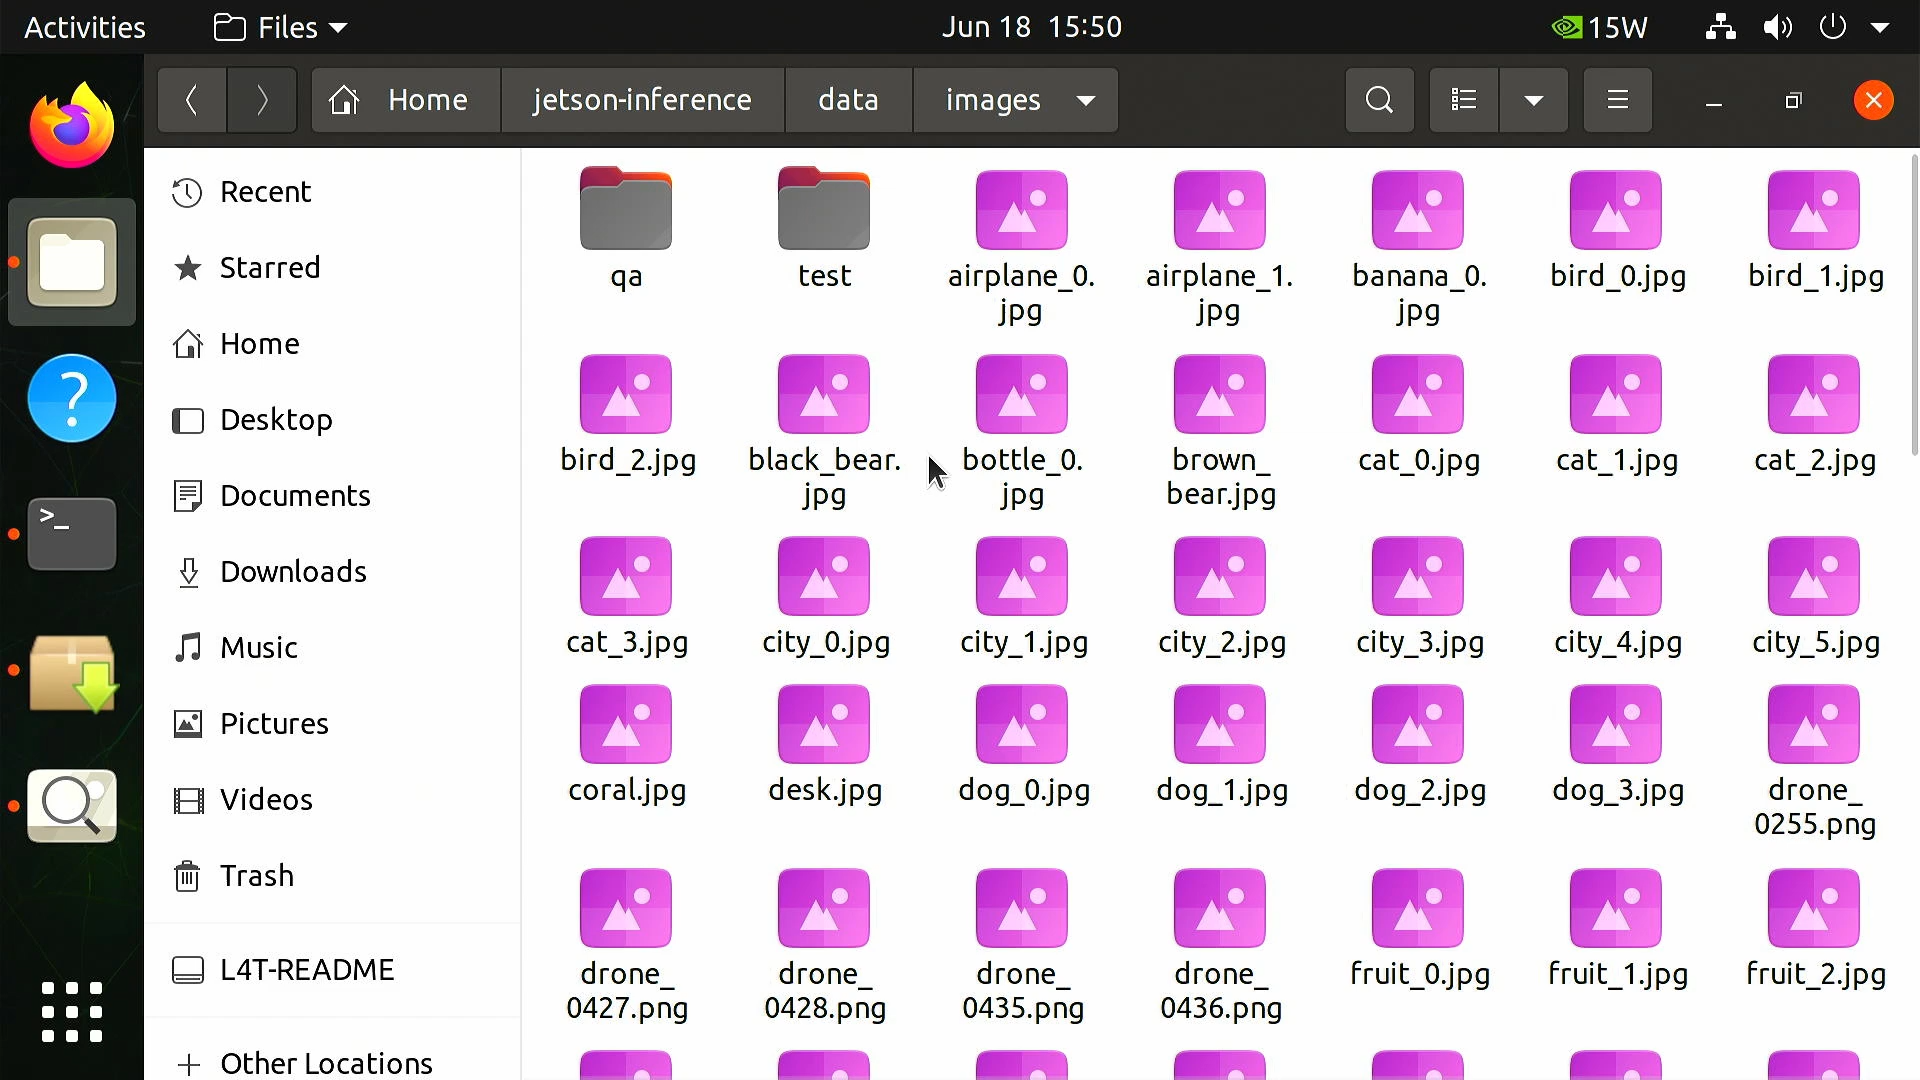 Activities
Files
Jun 18 15:50
15W
Home
jetson-inference
data
images
Recent
Starred
Home
Desktop
Documents
Downloads
Music
Pictures
Videos
Trash
L4T-README
Other Locations
qa
test
airplane_0.
jpg
airplane_1.
jpg
banana_0.
jpg
bird_0.jpg
bird_1.jpg
bird_2.jpg
black_bear.
jpg
bottle_0.
jpg
brown_
bear.jpg
cat_0.jpg
cat_1.jpg
cat_2.jpg
cat_3.jpg
city_0.jpg
city_1.jpg
city_2.jpg
city_3.jpg
city_4.jpg
city_5.jpg
coral.jpg
desk.jpg
dog_0.jpg
dog_1.jpg
dog_2.jpg
dog_3.jpg
drone_
0255.png
drone_
0427.png
drone_
0428.png
drone_
0435.png
drone_
0436.png
fruit_0.jpg
fruit_1.jpg
fruit_2.jpg